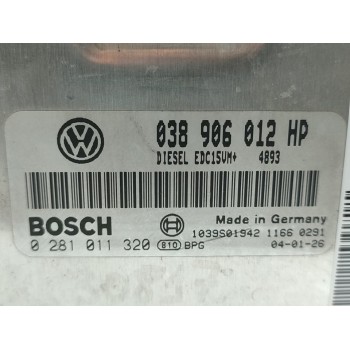 038 906 012 HP
DIESEL EDC15VM+ 4893
BOSCH
Made in Germany
1039S01942 1166 0291
0 281 011 320 810 BPG 04-01-26